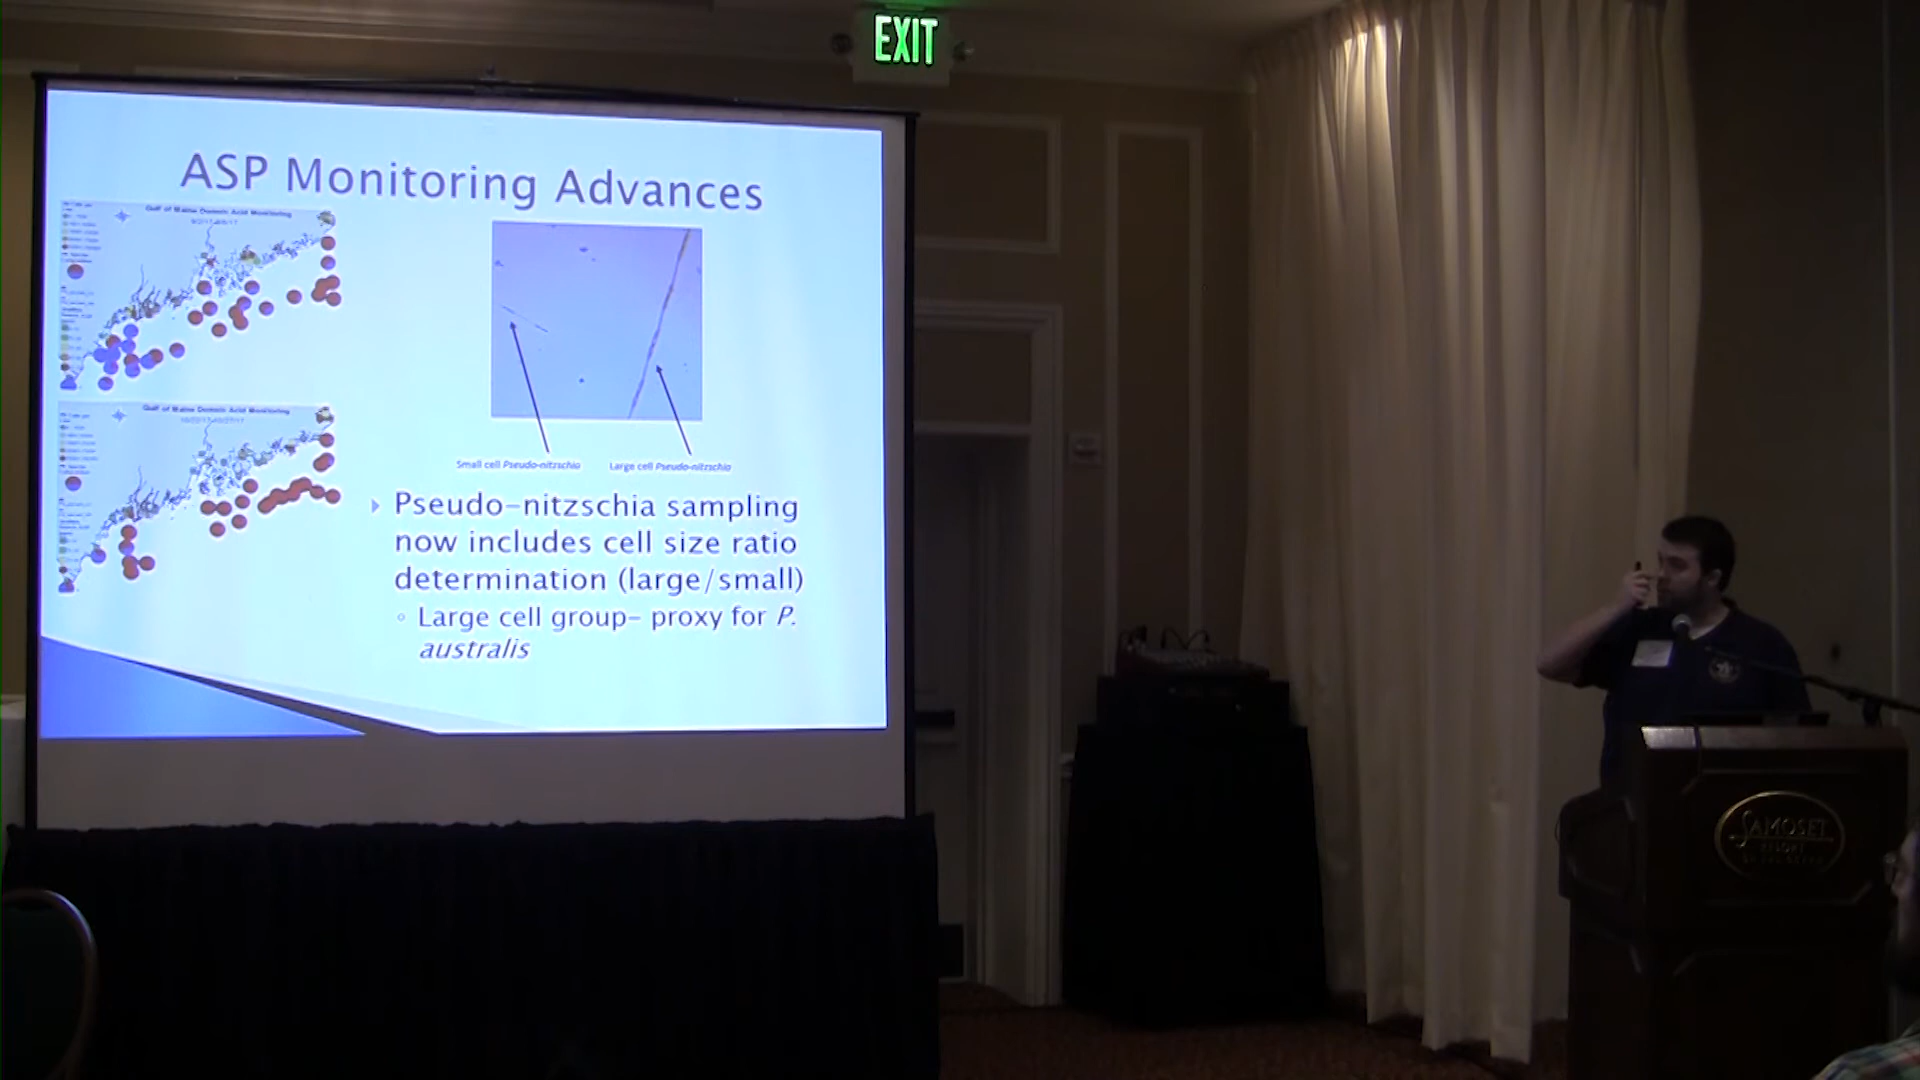 EXIT
ASP Monitoring Advances
Gulf of Maine Domoic Acid Monitoring
Gulf of Maine Domoic Acid Monitoring
Small cell Pseudo-nitzschia
Large cell Pseudo-nitzschia
Pseudo-nitzschia sampling
now includes cell size ratio
determination (large/small)
Large cell group- proxy for P.
australis
SAMOSET
RESORT